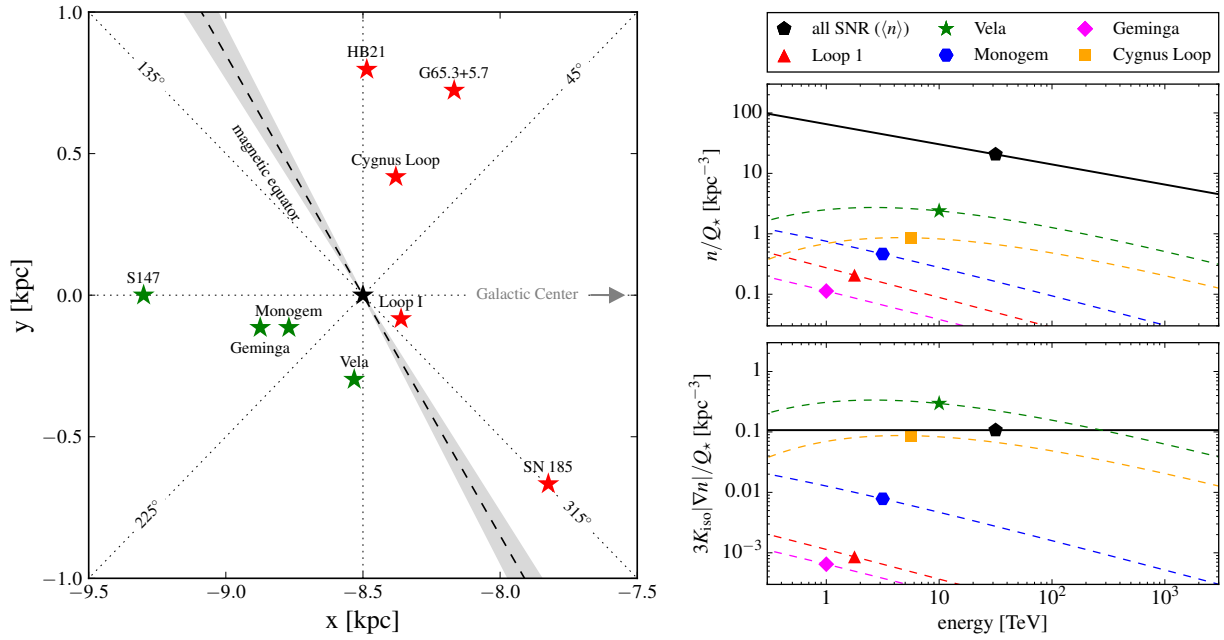 1.0
0.5
0.0
−0.5
−1.0
y [kpc]
−9.5
−9.0
−8.5
−8.0
−7.5
x [kpc]
135°
45°
225°
315°
magnetic equator
HB21
G65.3+5.7
Cygnus Loop
S147
Galactic Center
Loop I
Monogem
Geminga
Vela
SN 185
all SNR (⟨n⟩)
Loop 1
Vela
Monogem
Geminga
Cygnus Loop
100
10
1
0.1
n/Q⋆ [kpc⁻³]
1
0.1
0.01
10⁻³
3K_iso|∇n|/Q⋆ [kpc⁻³]
1
10
10²
10³
energy [TeV]